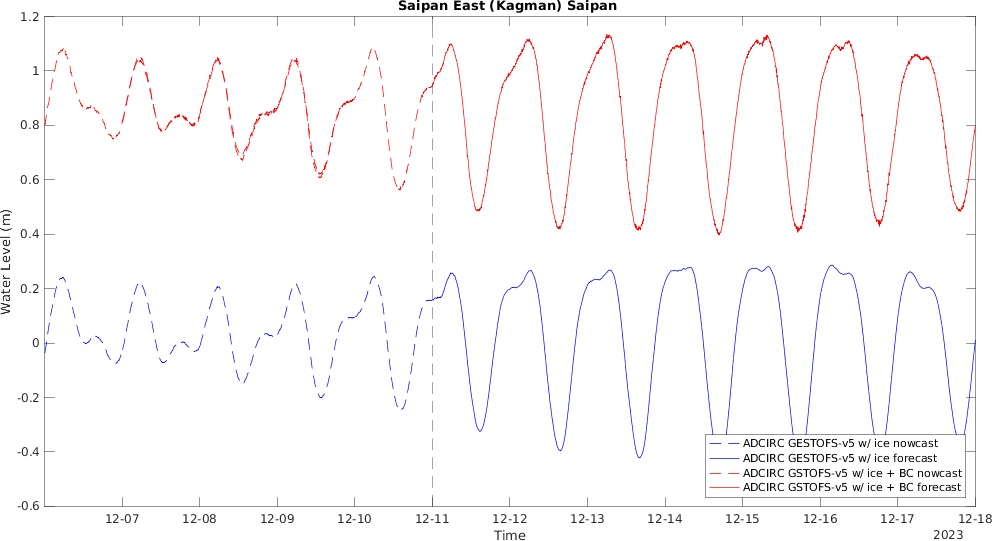 Saipan East (Kagman) Saipan
1.2
1
0.8
0.6
0.4
0.2
0
-0.2
-0.4
-0.6
Water Level (m)
ADCIRC GESTOFS-v5 w/ ice nowcast
ADCIRC GESTOFS-v5 w/ ice forecast
ADCIRC GSTOFS-v5 w/ ice + BC nowcast
ADCIRC GSTOFS-v5 w/ ice + BC forecast
12-07 12-08 12-09 12-10 12-11 12-12 12-13 12-14 12-15 12-16 12-17 12-18
Time
2023